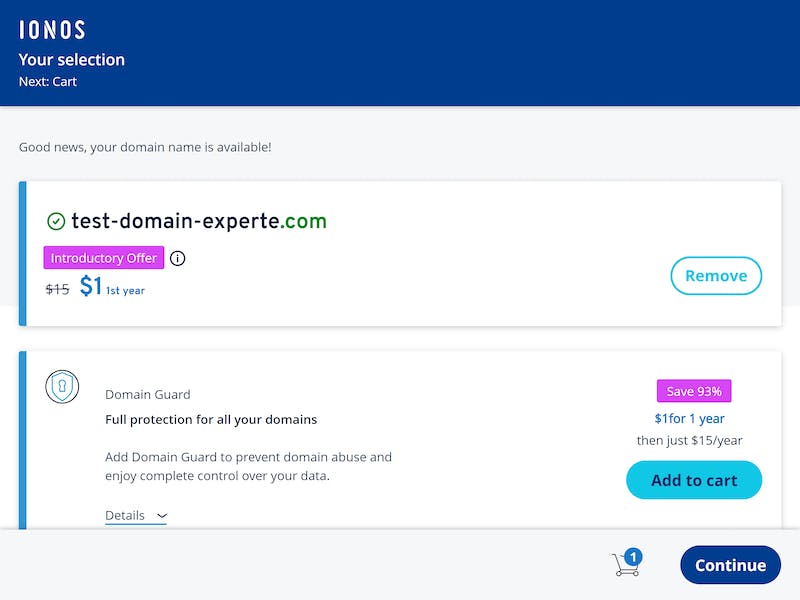 IONOS
Your selection
Next: Cart
Good news, your domain name is available!
test-domain-experte.com
Introductory Offer
$15 $1 1st year
Remove
Domain Guard
Full protection for all your domains
Add Domain Guard to prevent domain abuse and
enjoy complete control over your data.
Details
Save 93%
$1for 1 year
then just $15/year
Add to cart
1
Continue